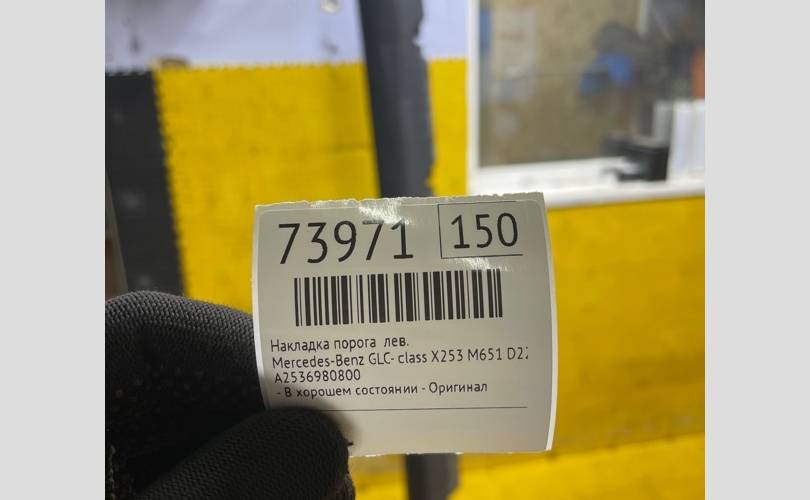 73971 150
Накладка порога лев.
Mercedes-Benz GLC- class X253 M651 D22
A2536980800
- В хорошем состоянии - Оригинал